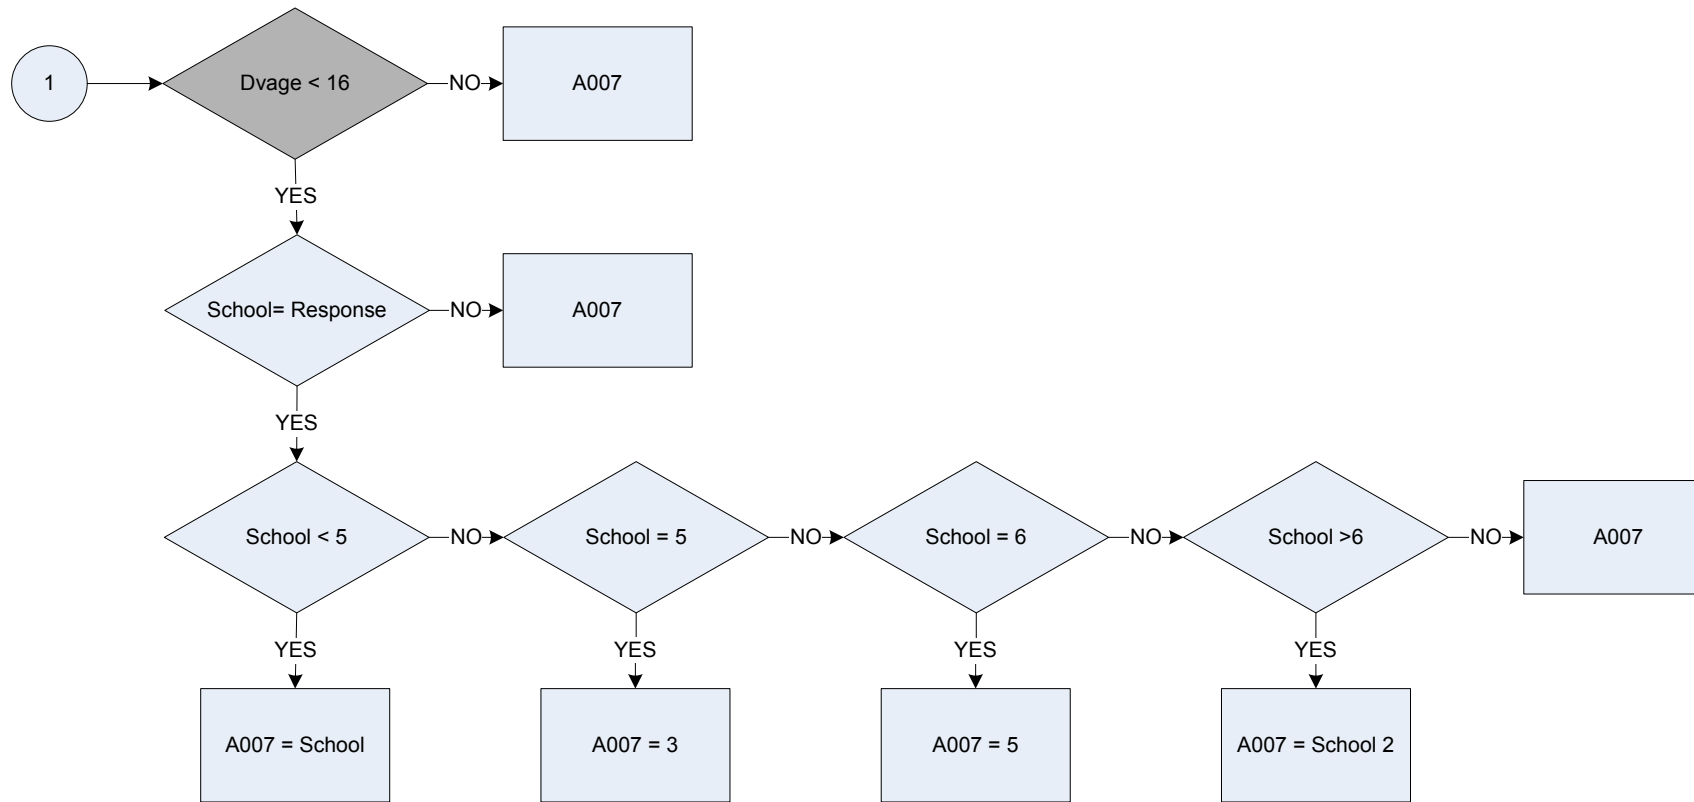 1
Dvage < 16
NO
A007
YES
School= Response
NO
A007
YES
School < 5
NO
School = 5
NO
School = 6
NO
School >6
NO
A007
YES
YES
YES
YES
A007 = School
A007 = 3
A007 = 5
A007 = School 2